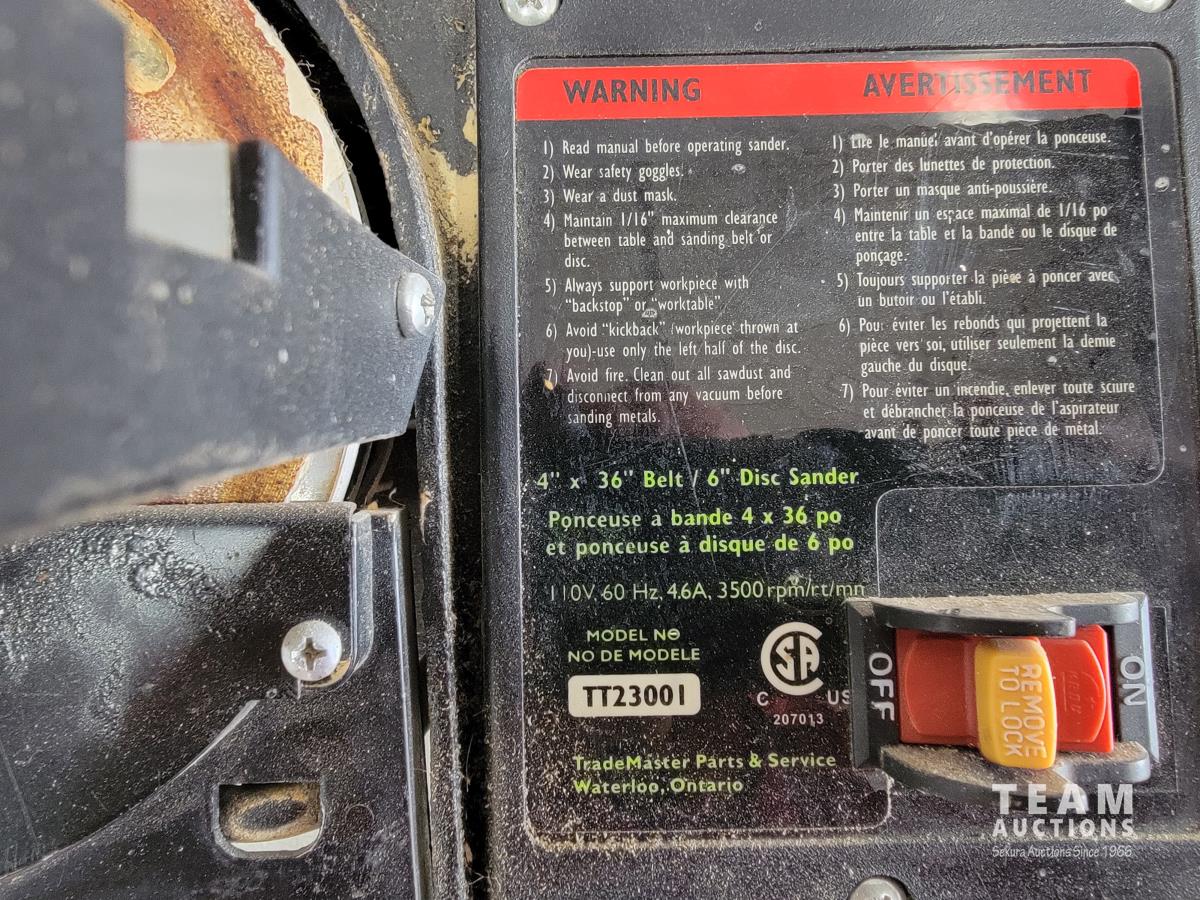 WARNING
1) Read manual before operating sander.
2) Wear safety goggles.
3) Wear a dust mask.
4) Maintain 1/16" maximum clearance
between table and sanding belt or
disc.
5) Always support workpiece with
"backstop" or "worktable"
6) Avoid "kickback" (workpiece thrown at
you)-use only the left half of the disc.
7) Avoid fire. Clean out all sawdust and
disconnect from any vacuum before
sanding metals.
AVERTISSEMENT
1) Lire le manuel avant d'opérer la ponceuse.
2) Porter des lunettes de protection.
3) Porter un masque anti-poussière.
4) Maintenir un espace maximal de 1/16 po
entre la table et la bande ou le disque de
ponçage.
5) Toujours supporter la pièce à poncer avec
un butoir ou l'établi.
6) Pour éviter les rebonds qui projettent la
pièce vers soi, utiliser seulement la demie
gauche du disque.
7) Pour éviter un incendie, enlever toute sciure
et débrancher la ponceuse de l'aspirateur
avant de poncer toute pièce de métal.
4" x 36" Belt / 6" Disc Sander
Ponceuse à bande 4 x 36 po
et ponceuse à disque de 6 po
110V, 60 Hz, 4.6A, 3500 rpm/rt/mn
MODEL NO
NO DE MODELE
TT23001
CSA
C US
207013
TradeMaster Parts & Service
Waterloo, Ontario
OFF
REMOVE
TO LOCK
ON
TEAM
AUCTIONS
Sekura Auctions Since 1966